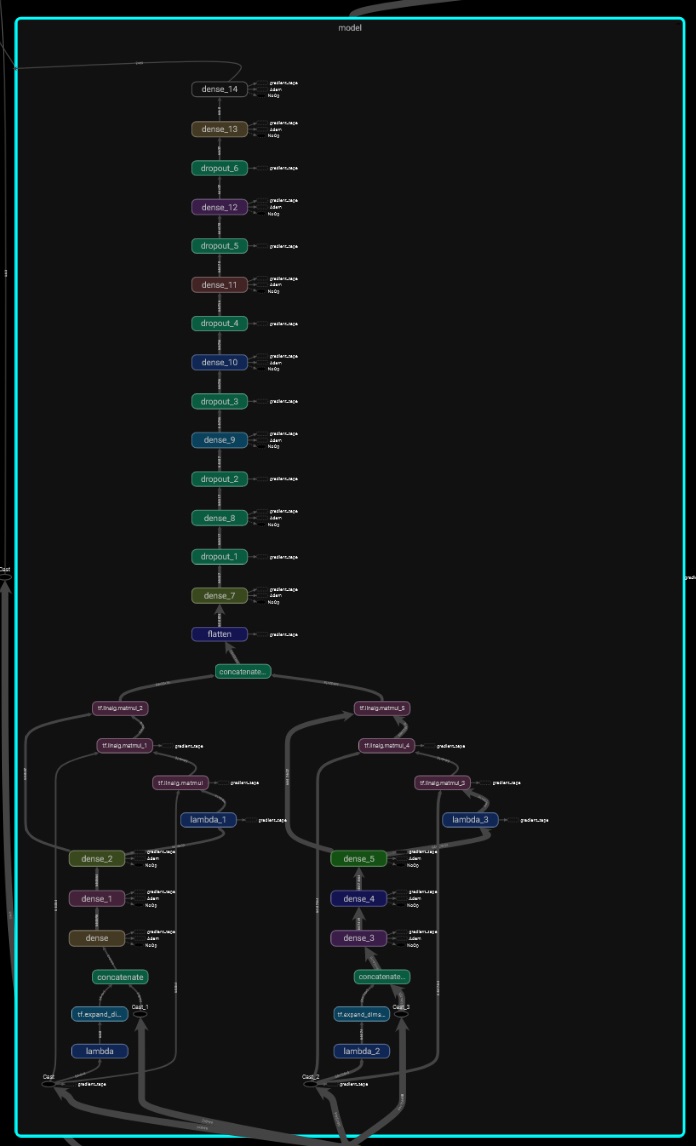 model
dense_14
gradient_tape
Adam
NoOp
dense_13
gradient_tape
Adam
NoOp
dropout_6
gradient_tape
dense_12
gradient_tape
Adam
NoOp
dropout_5
gradient_tape
dense_11
gradient_tape
Adam
NoOp
dropout_4
gradient_tape
dense_10
gradient_tape
Adam
NoOp
dropout_3
gradient_tape
dense_9
gradient_tape
Adam
NoOp
dropout_2
gradient_tape
dense_8
gradient_tape
Adam
NoOp
dropout_1
gradient_tape
Cast
dense_7
gradient_tape
Adam
NoOp
flatten
gradient_tape
concatenate...
tf.linalg.matmul_2
tf.linalg.matmul_5
tf.linalg.matmul_1
gradient_tape
tf.linalg.matmul_4
gradient_tape
tf.linalg.matmul
gradient_tape
tf.linalg.matmul_3
gradient_tape
lambda_1
gradient_tape
lambda_3
gradient_tape
dense_2
gradient_tape
Adam
NoOp
dense_5
gradient_tape
Adam
NoOp
dense_1
gradient_tape
Adam
NoOp
dense_4
gradient_tape
Adam
NoOp
dense
gradient_tape
Adam
NoOp
dense_3
gradient_tape
Adam
NoOp
concatenate
concatenate...
tf.expand_di...
Cast_1
tf.expand_dims...
Cast_3
lambda
lambda_2
Cast
gradient_tape
Cast_2
gradient_tape